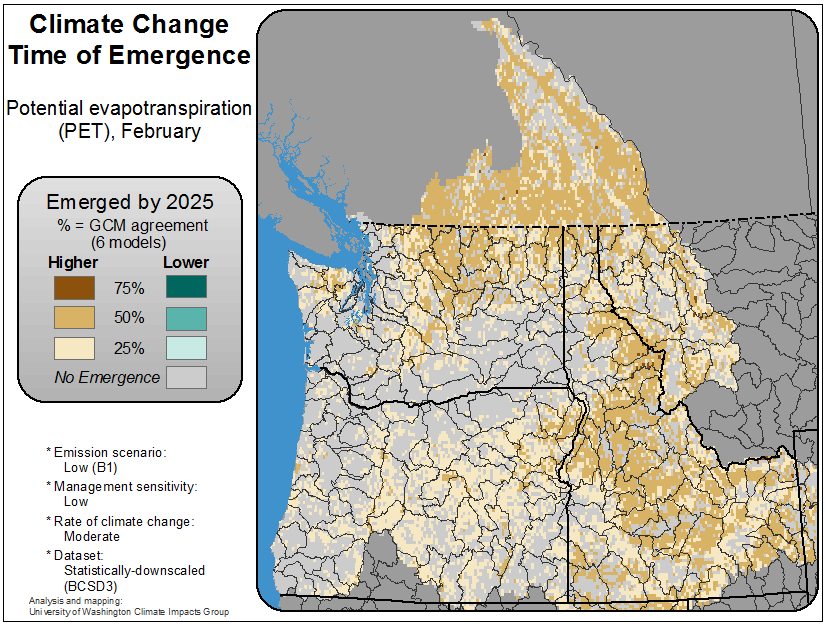 Climate Change
Time of Emergence
Potential evapotranspiration
(PET), February
Emerged by 2025
% = GCM agreement
(6 models)
Higher Lower
75%
50%
25%
No Emergence
* Emission scenario:
Low (B1)
* Management sensitivity:
Low
* Rate of climate change:
Moderate
* Dataset:
Statistically-downscaled
(BCSD3)
Analysis and mapping:
University of Washington Climate Impacts Group